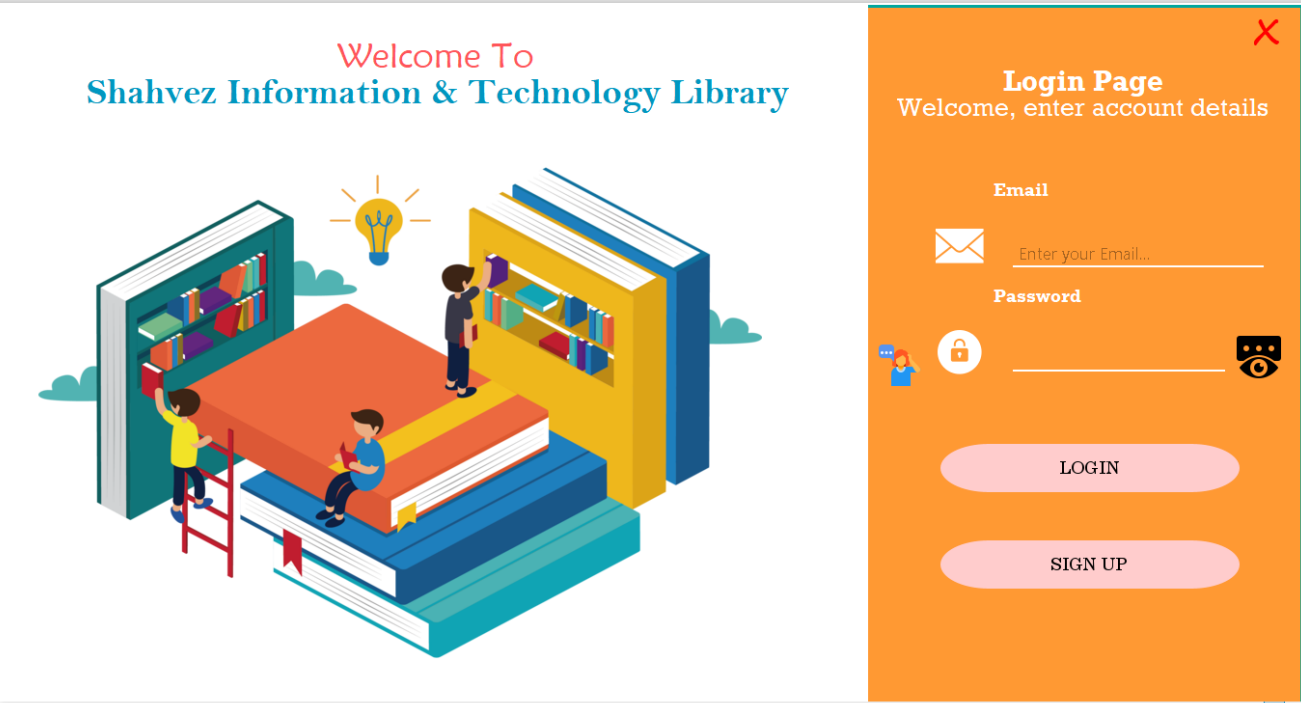 Welcome To
Shahvez Information & Technology Library
Login Page
Welcome, enter account details
Email
Enter your Email...
Password
LOGIN
SIGN UP